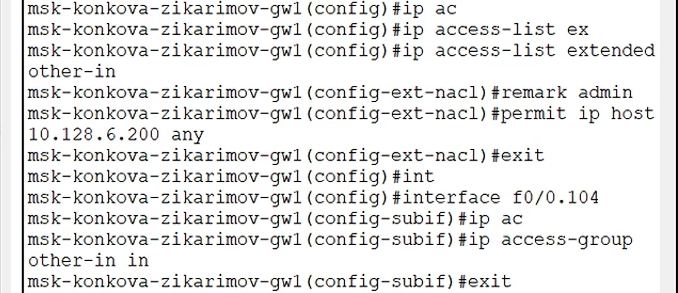 msk-konkova-zikarimov-gw1(config)#ip ac
msk-konkova-zikarimov-gw1(config)#ip access-list ex
msk-konkova-zikarimov-gw1(config)#ip access-list extended
other-in
msk-konkova-zikarimov-gw1(config-ext-nacl)#remark admin
msk-konkova-zikarimov-gw1(config-ext-nacl)#permit ip host
10.128.6.200 any
msk-konkova-zikarimov-gw1(config-ext-nacl)#exit
msk-konkova-zikarimov-gw1(config)#int
msk-konkova-zikarimov-gw1(config)#interface f0/0.104
msk-konkova-zikarimov-gw1(config-subif)#ip ac
msk-konkova-zikarimov-gw1(config-subif)#ip access-group
other-in in
msk-konkova-zikarimov-gw1(config-subif)#exit